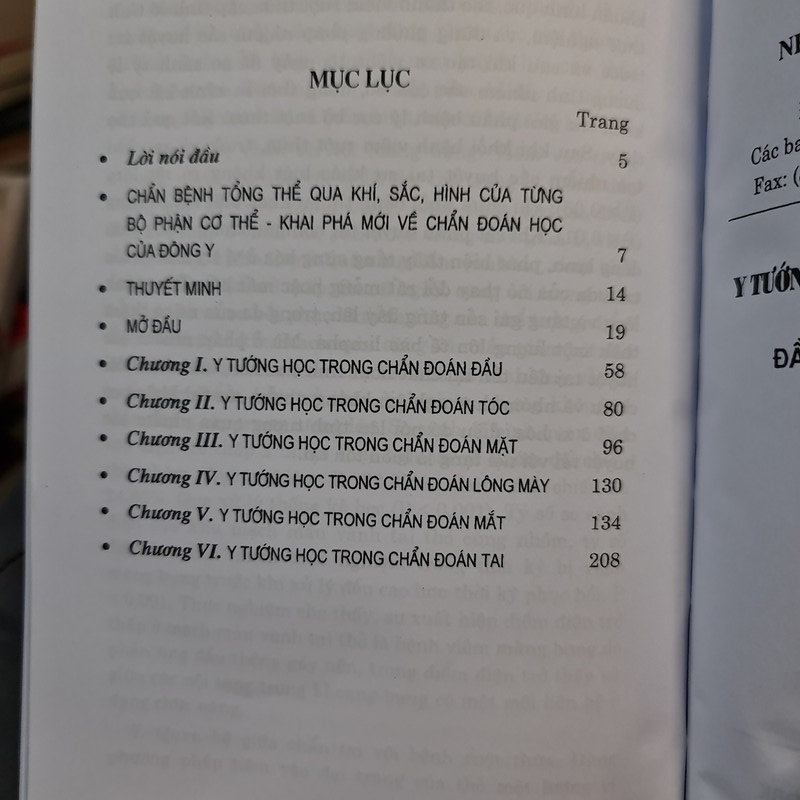 MỤC LỤC
Trang
• Lời nói đầu 5
• CHẨN BỆNH TỔNG THỂ QUA KHÍ, SẮC, HÌNH CỦA TỪNG
BỘ PHẬN CƠ THỂ - KHAI PHÁ MỚI VỀ CHẨN ĐOÁN HỌC
CỦA ĐÔNG Y 7
• THUYẾT MINH 14
• MỞ ĐẦU 19
• Chương I. Y TƯỚNG HỌC TRONG CHẨN ĐOÁN ĐẦU 58
• Chương II. Y TƯỚNG HỌC TRONG CHẨN ĐOÁN TÓC 80
• Chương III. Y TƯỚNG HỌC TRONG CHẨN ĐOÁN MẶT 96
• Chương IV. Y TƯỚNG HỌC TRONG CHẨN ĐOÁN LÔNG MÀY 130
• Chương V. Y TƯỚNG HỌC TRONG CHẨN ĐOÁN MẮT 134
• Chương VI. Y TƯỚNG HỌC TRONG CHẨN ĐOÁN TAI 208
Các ba
Fax: (
Y TƯỚN